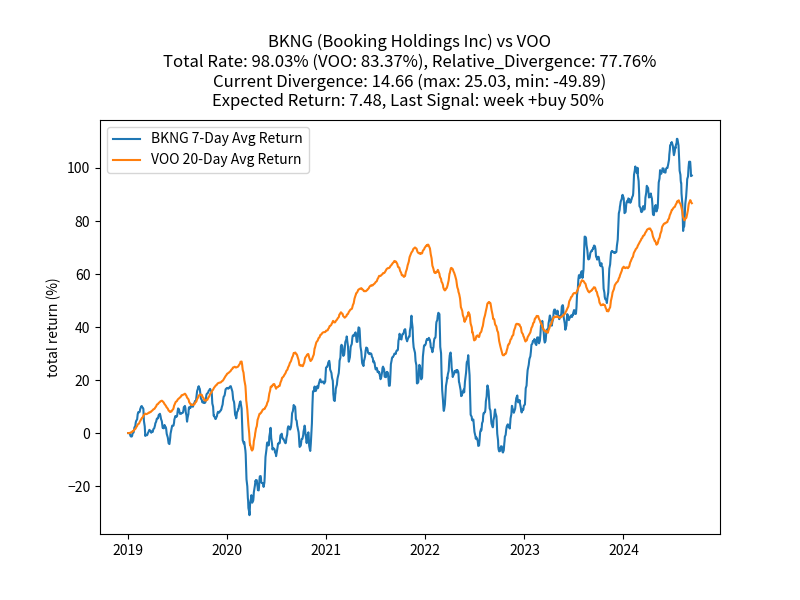 BKNG (Booking Holdings Inc) vs VOO
Total Rate: 98.03% (VOO: 83.37%), Relative_Divergence: 77.76%
Current Divergence: 14.66 (max: 25.03, min: -49.89)
Expected Return: 7.48, Last Signal: week +buy 50%
BKNG 7-Day Avg Return
VOO 20-Day Avg Return
total return (%)
100
80
60
40
20
0
−20
2019
2020
2021
2022
2023
2024